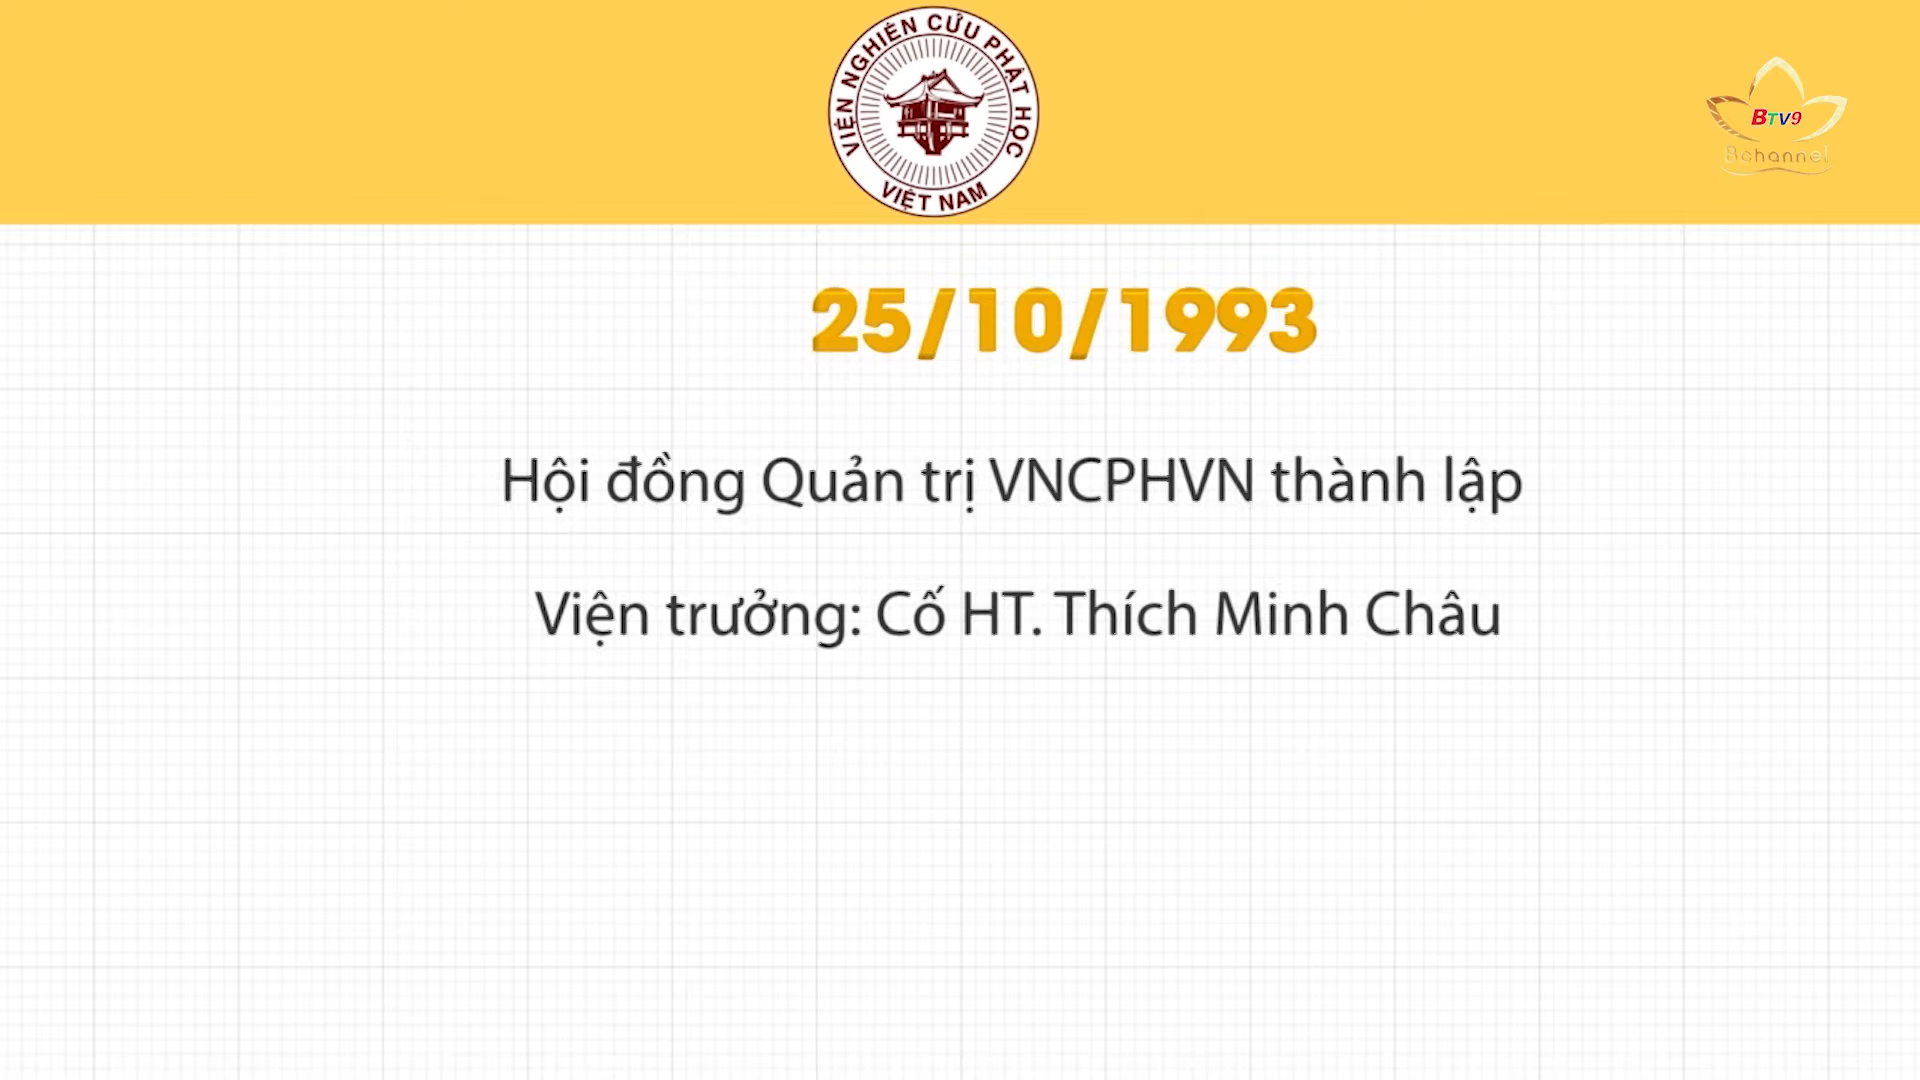 VIỆN NGHIÊN CỨU PHẬT HỌC
VIỆT NAM
BTV9
Bchannel
25/10/1993
Hội đồng Quản trị VNCPHVN thành lập
Viện trưởng: Cố HT. Thích Minh Châu